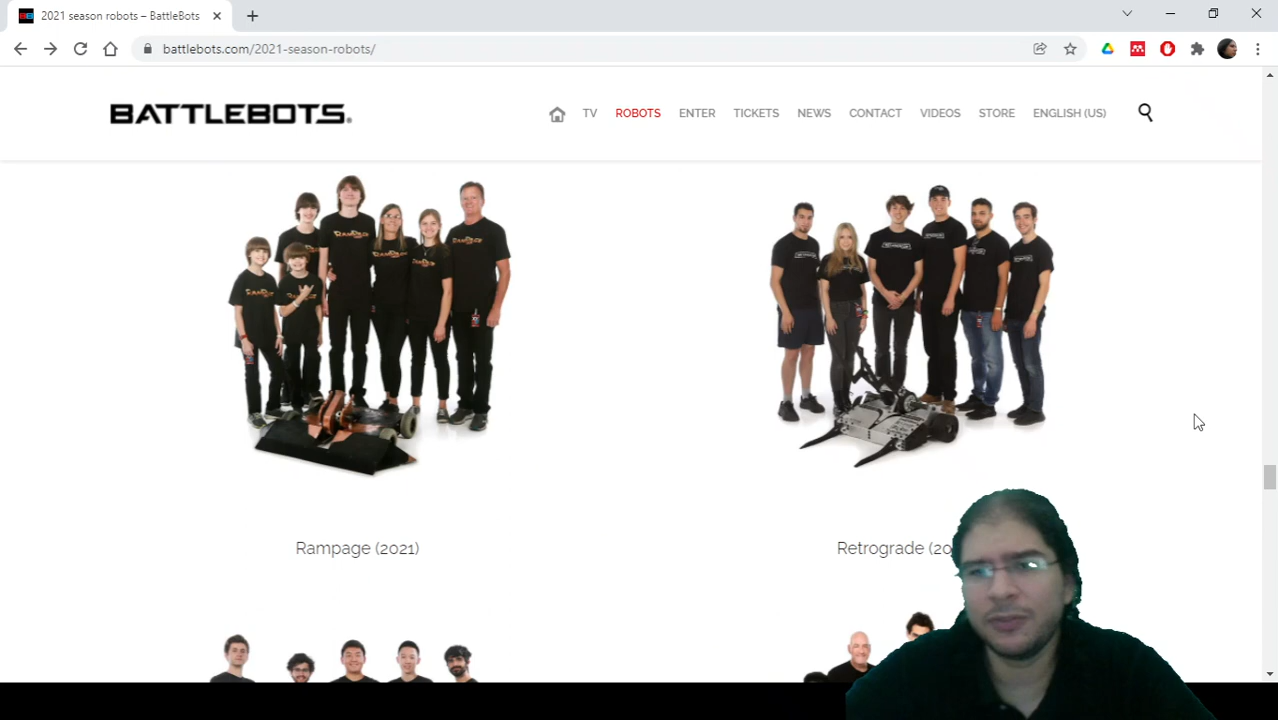 2021 season robots – BattleBots
battlebots.com/2021-season-robots/
BATTLEBOTS
TV ROBOTS ENTER TICKETS NEWS CONTACT VIDEOS STORE ENGLISH (US)
Rampage (2021)
Retrograde (20